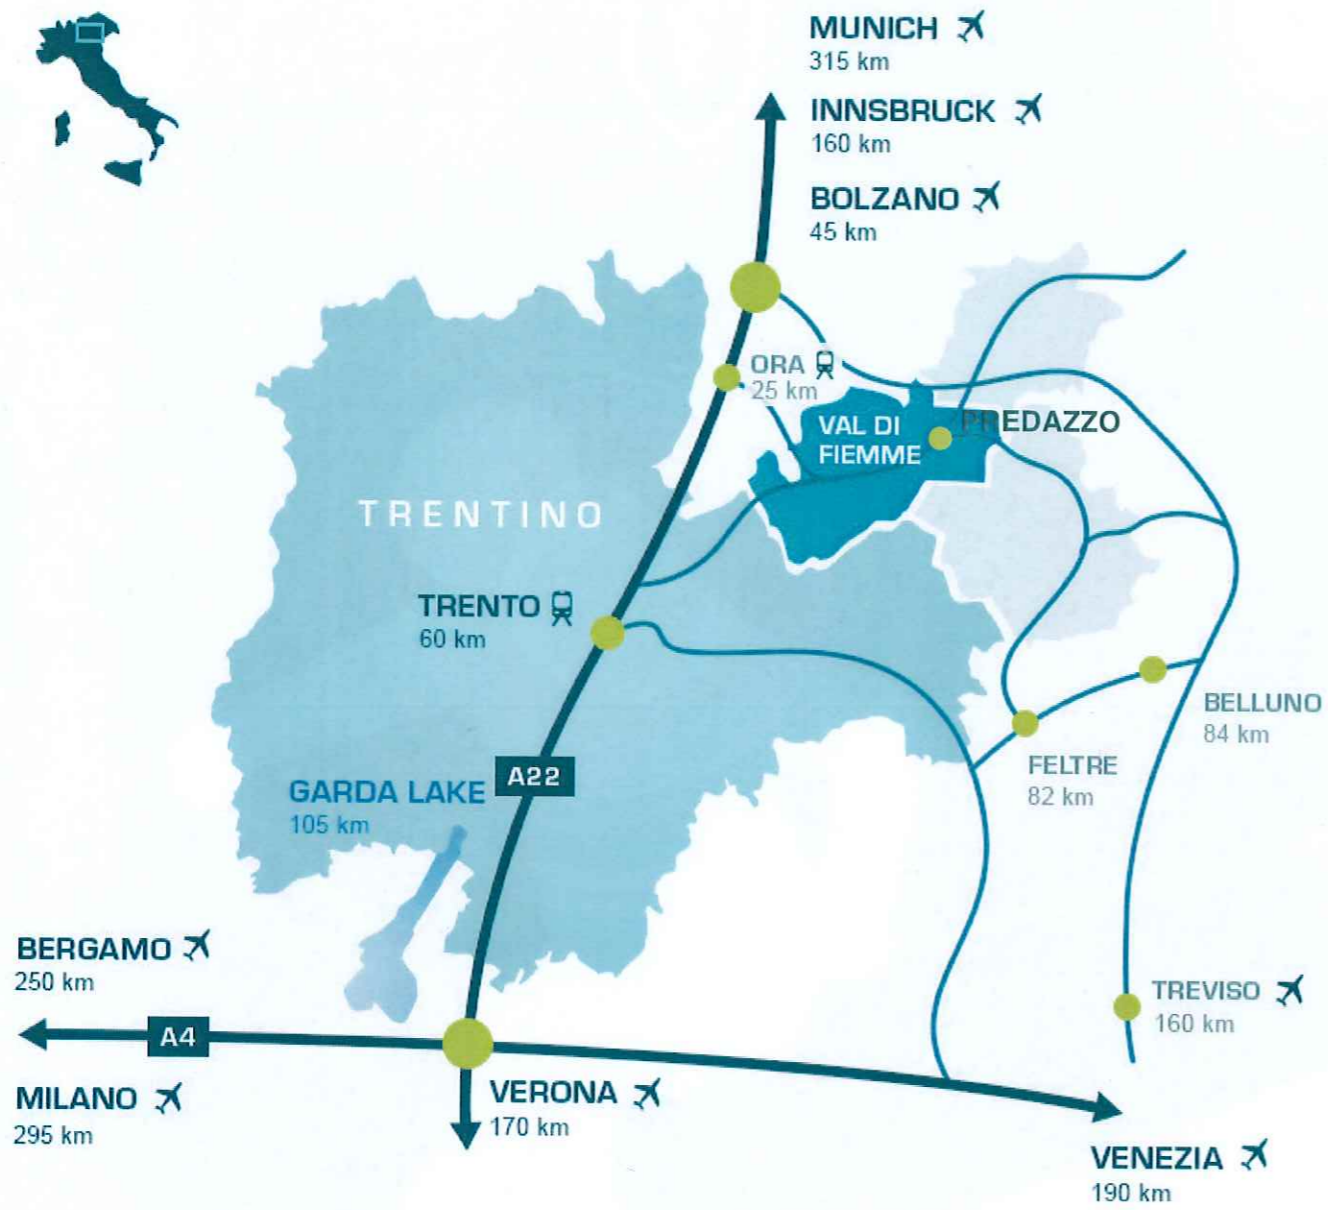 MUNICH
315 km
INNSBRUCK
160 km
BOLZANO
45 km
ORA
25 km
VAL DI
FIEMME
PREDAZZO
TRENTINO
TRENTO
60 km
BELLUNO
84 km
FELTRE
82 km
A22
GARDA LAKE
105 km
BERGAMO
250 km
TREVISO
160 km
A4
MILANO
295 km
VERONA
170 km
VENEZIA
190 km